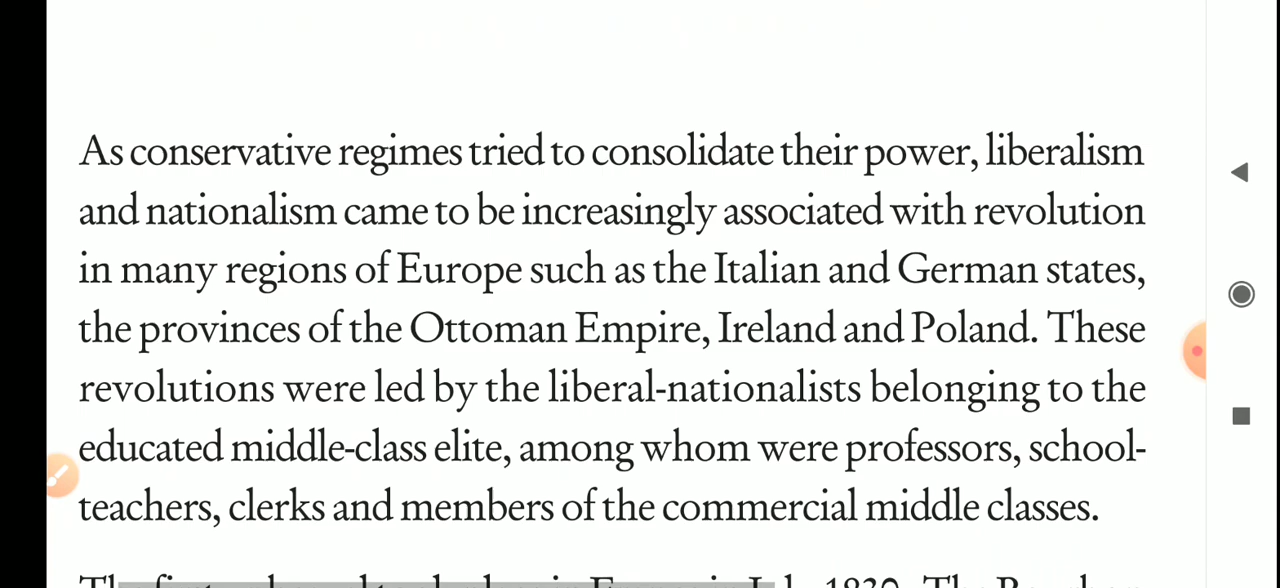 As conservative regimes tried to consolidate their power, liberalism
and nationalism came to be increasingly associated with revolution
in many regions of Europe such as the Italian and German states,
the provinces of the Ottoman Empire, Ireland and Poland. These
revolutions were led by the liberal-nationalists belonging to the
educated middle-class elite, among whom were professors, school-
teachers, clerks and members of the commercial middle classes.